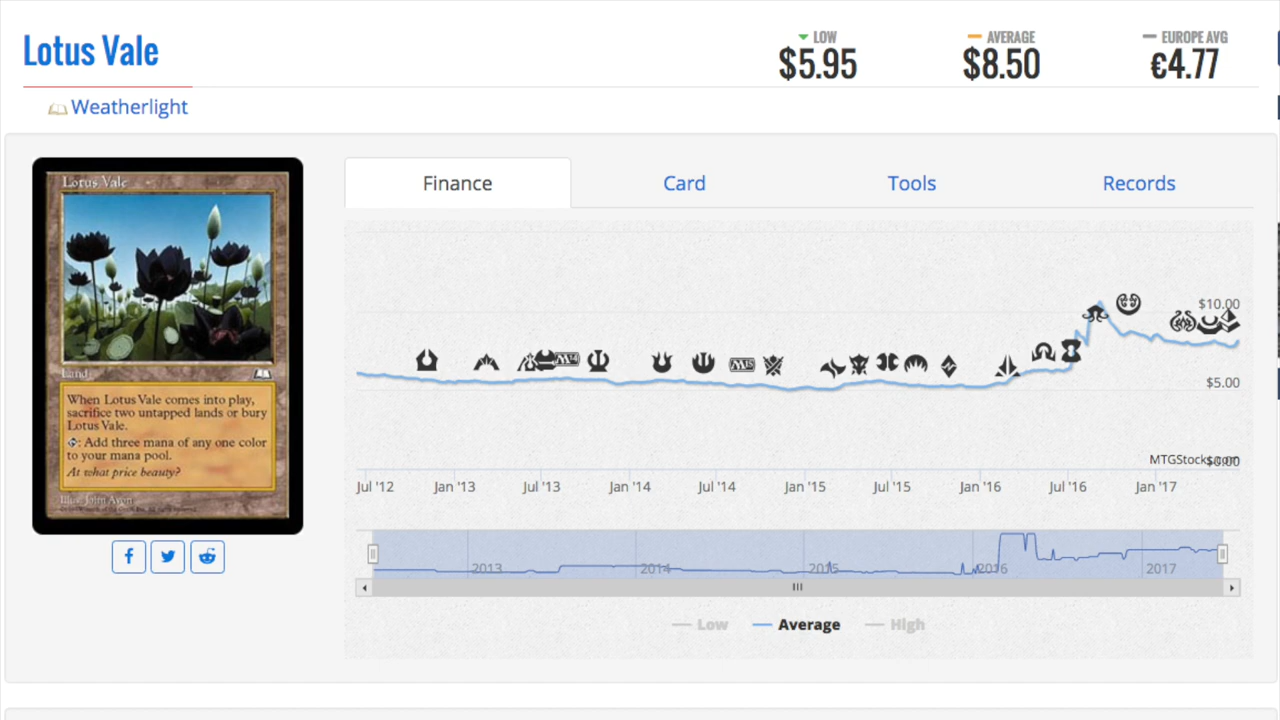 Lotus Vale
LOW
$5.95
AVERAGE
$8.50
EUROPE AVG
€4.77
Weatherlight
Finance
Card
Tools
Records
Lotus Vale
Land
When Lotus Vale comes into play,
sacrifice two untapped lands or bury
Lotus Vale.
: Add three mana of any one color
to your mana pool.
At what price beauty?
Illus. John Avon
$10.00
$5.00
$0.00
MTGStocks.com
M14
M15
Jul '12
Jan '13
Jul '13
Jan '14
Jul '14
Jan '15
Jul '15
Jan '16
Jul '16
Jan '17
2013
2014
2015
2016
2017
Low
Average
High